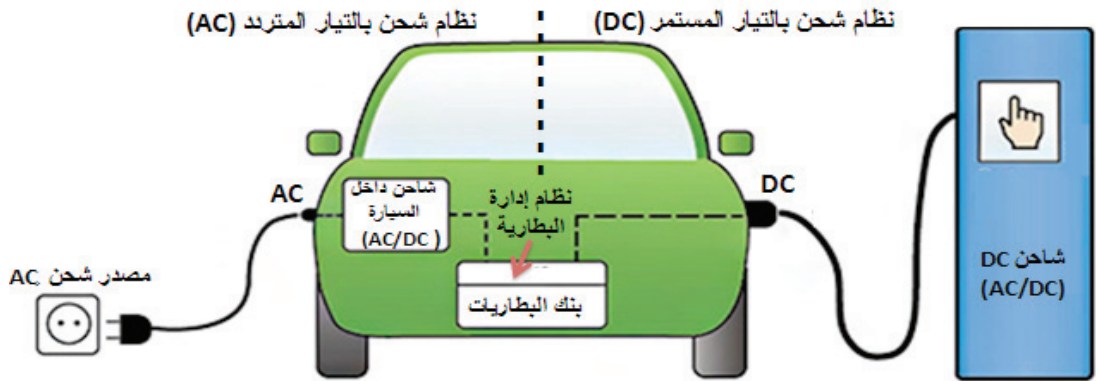 نظام شحن بالتيار المستمر (DC)
نظام شحن بالتيار المتردد (AC)
DC
AC
شاحن داخل
السيارة
(AC/DC )
نظام إدارة
البطارية
بنك البطاريات
مصدر شحن AC
شاحن DC
(AC/DC)